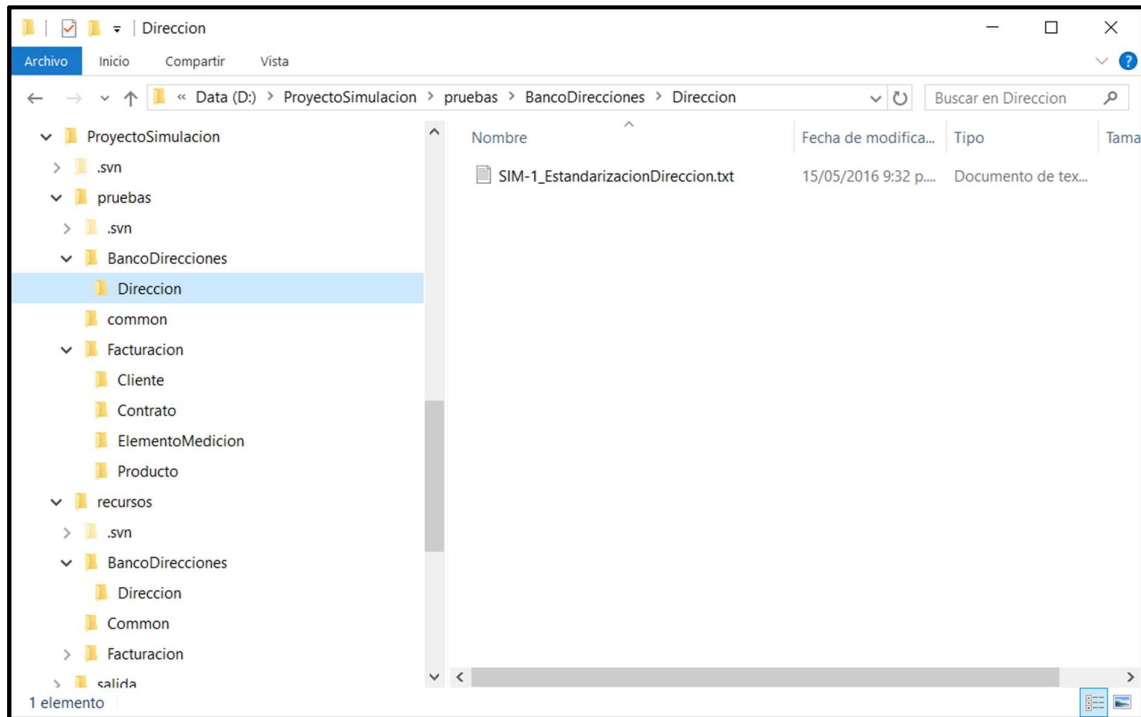 Direccion
Archivo Inicio Compartir Vista ?
« Data (D:) > ProyectoSimulacion > pruebas > BancoDirecciones > Direccion Buscar en Direccion
ProyectoSimulacion
.svn
pruebas
.svn
BancoDirecciones
Direccion
common
Facturacion
Cliente
Contrato
ElementoMedicion
Producto
recursos
.svn
BancoDirecciones
Direccion
Common
Facturacion
salida
Nombre Fecha de modifica... Tipo Tama
SIM-1_EstandarizacionDireccion.txt 15/05/2016 9:32 p.... Documento de tex...
1 elemento